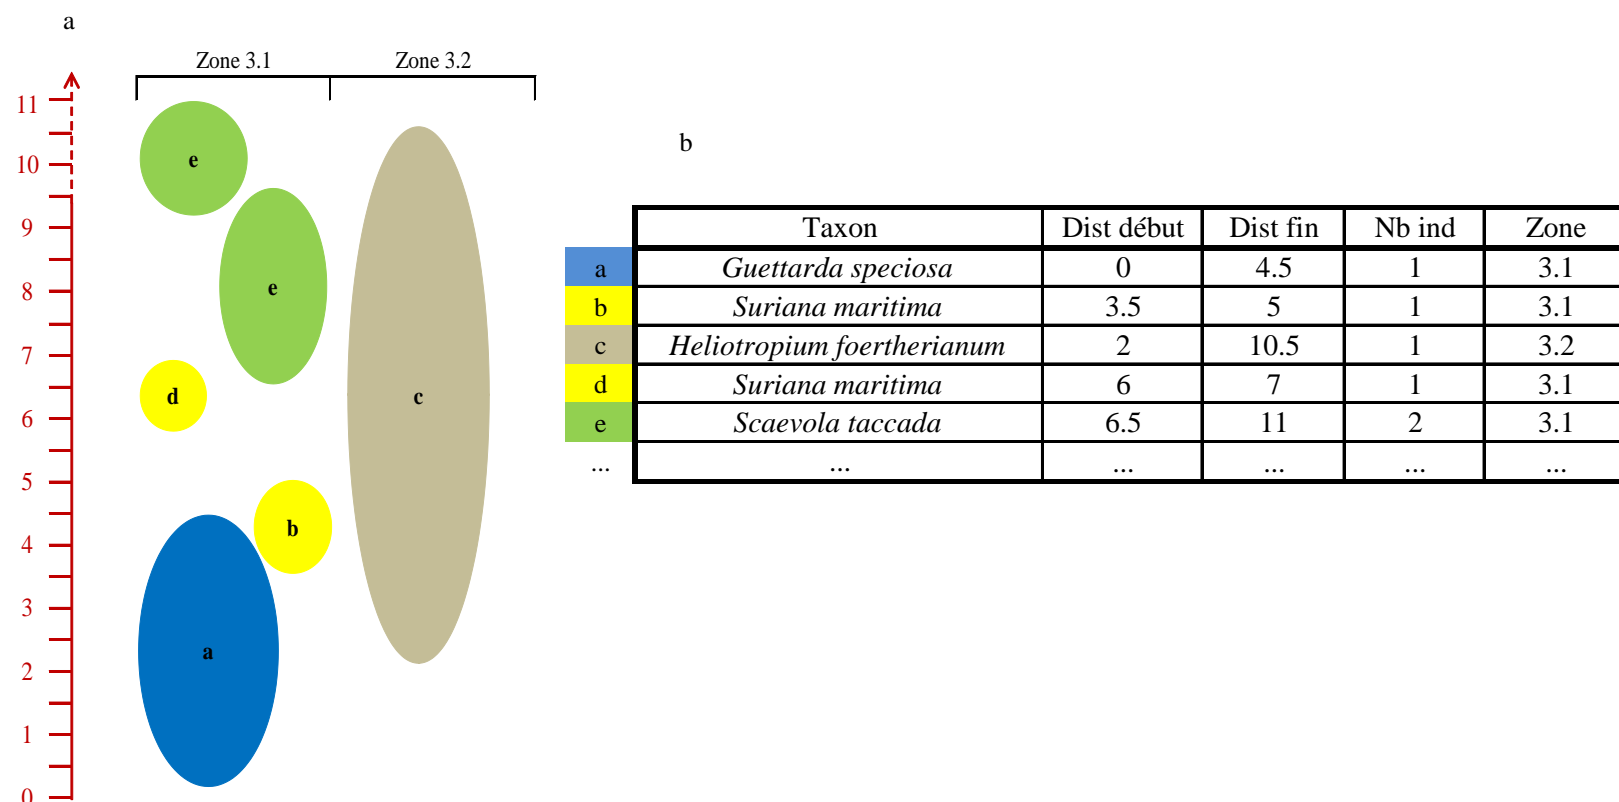 a
Zone 3.1 Zone 3.2
11
10
9
8
7
6
5
4
3
2
1
0
e
e
d
c
b
a
b
Taxon Dist début Dist fin Nb ind Zone
a Guettarda speciosa 0 4.5 1 3.1
b Suriana maritima 3.5 5 1 3.1
c Heliotropium foertherianum 2 10.5 1 3.2
d Suriana maritima 6 7 1 3.1
e Scaevola taccada 6.5 11 2 3.1
... ... ... ... ... ...